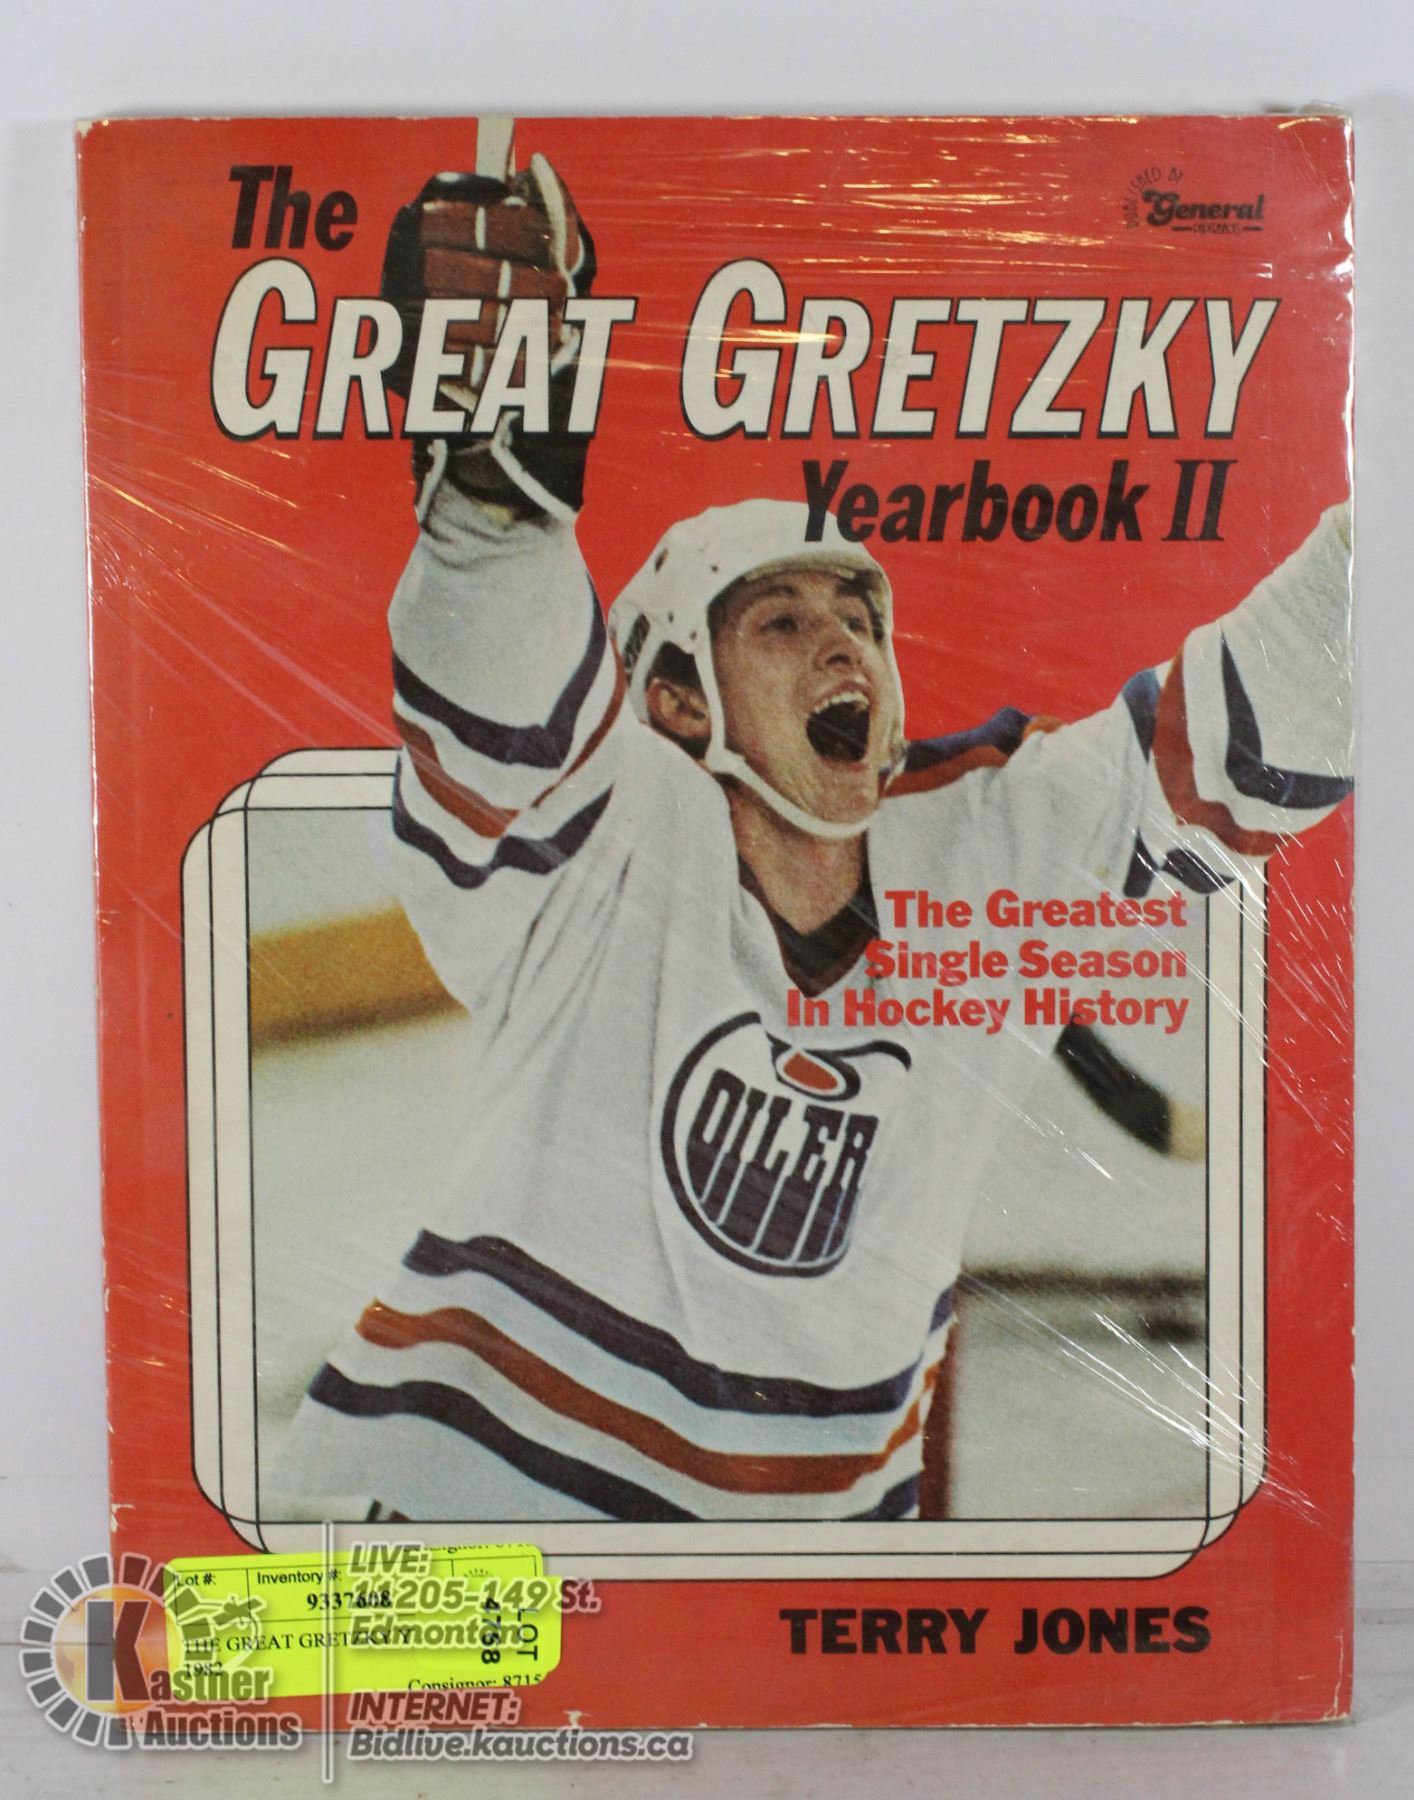 The
PUBLISHED BY
General
PAPERBACKS
GREAT GRETZKY
Yearbook II
The Greatest
Single Season
In Hockey History
OILER
TERRY JONES
Lot #:
Inventory #:
9337608
THE GREAT GRETZKY
1982
LOT
4768
Consignor: 8715
Kastner
Auctions
LIVE:
11205-149 St.
Edmonton
INTERNET:
Bidlive.kauctions.ca